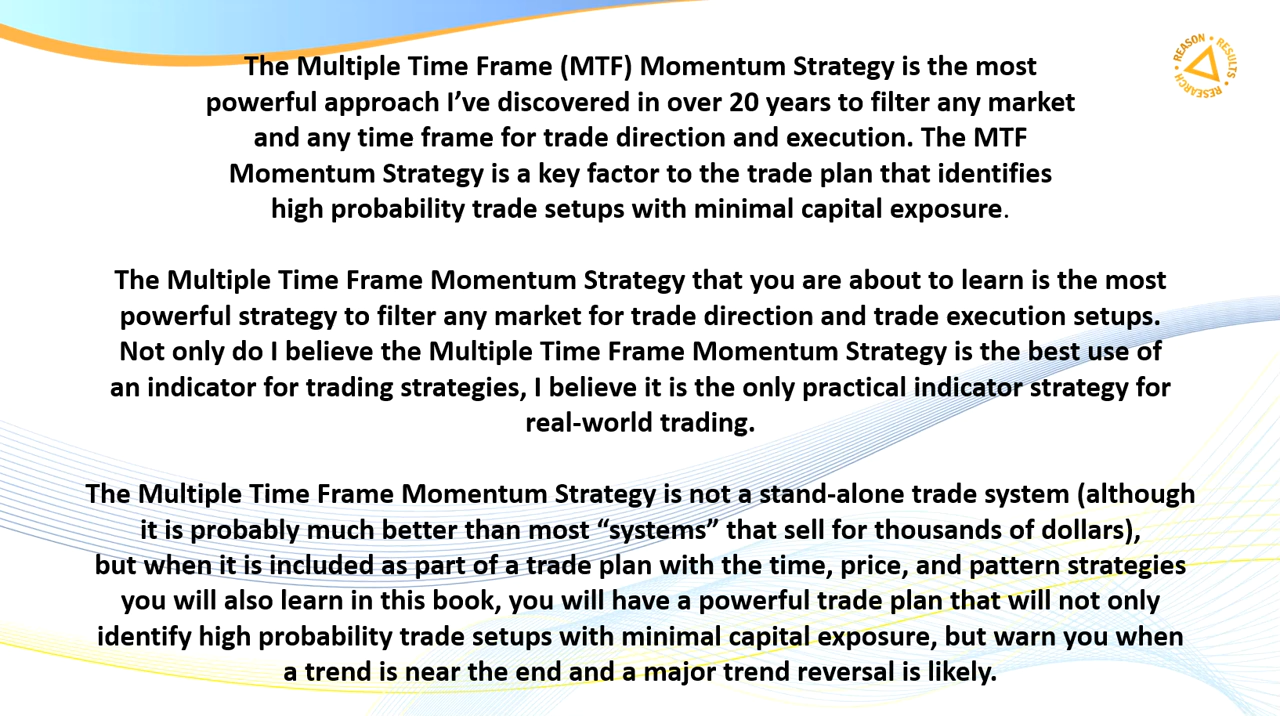 REASON • RESULTS • RESEARCH •
The Multiple Time Frame (MTF) Momentum Strategy is the most
powerful approach I’ve discovered in over 20 years to filter any market
and any time frame for trade direction and execution. The MTF
Momentum Strategy is a key factor to the trade plan that identifies
high probability trade setups with minimal capital exposure.
The Multiple Time Frame Momentum Strategy that you are about to learn is the most
powerful strategy to filter any market for trade direction and trade execution setups.
Not only do I believe the Multiple Time Frame Momentum Strategy is the best use of
an indicator for trading strategies, I believe it is the only practical indicator strategy for
real-world trading.
The Multiple Time Frame Momentum Strategy is not a stand-alone trade system (although
it is probably much better than most “systems” that sell for thousands of dollars),
but when it is included as part of a trade plan with the time, price, and pattern strategies
you will also learn in this book, you will have a powerful trade plan that will not only
identify high probability trade setups with minimal capital exposure, but warn you when
a trend is near the end and a major trend reversal is likely.